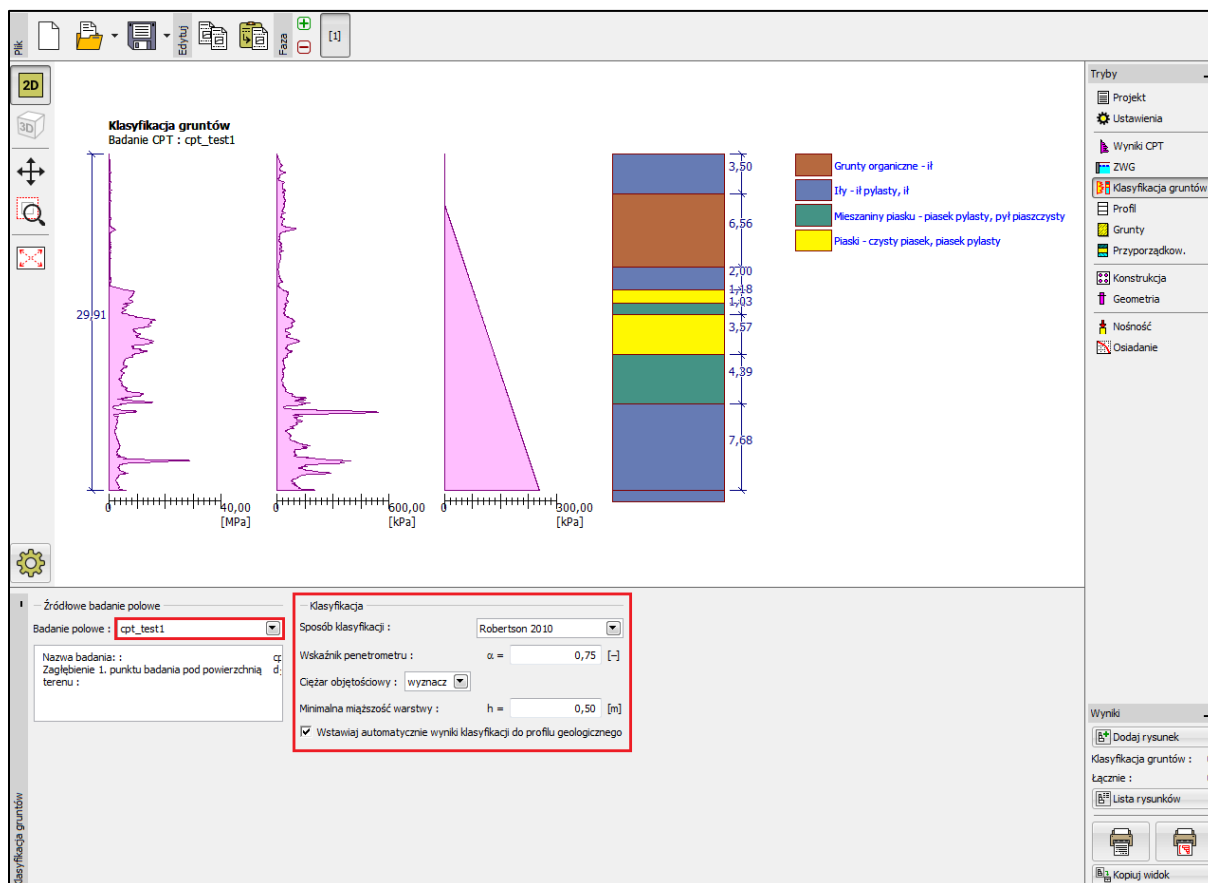 Plik
Edytuj
Faza
[1]
2D
3D
Klasyfikacja gruntów
Badanie CPT : cpt_test1
29,91
0
40,00
[MPa]
0
600,00
[kPa]
0
300,00
[kPa]
3,50
6,56
2,00
1,18
1,03
3,57
4,39
7,68
Grunty organiczne - ił
Iły - ił pylasty, ił
Mieszaniny piasku - piasek pylasty, pył piaszczysty
Piaski - czysty piasek, piasek pylasty
Tryby
Projekt
Ustawienia
Wyniki CPT
ZWG
Klasyfikacja gruntów
Profil
Grunty
Przyporządkow.
Konstrukcja
Geometria
Nośność
Osiadanie
Klasyfikacja gruntów
Źródłowe badanie polowe
Badanie polowe : cpt_test1
Nazwa badania: :
Zagłębienie 1. punktu badania pod powierzchnią
terenu :
Klasyfikacja
Sposób klasyfikacji : Robertson 2010
Wskaźnik penetrometru : α = 0,75 [–]
Ciężar objętościowy : wyznacz
Minimalna miąższość warstwy : h = 0,50 [m]
Wstawiaj automatycznie wyniki klasyfikacji do profilu geologicznego
Wyniki
Dodaj rysunek
Klasyfikacja gruntów :
Łącznie :
Lista rysunków
Kopiuj widok